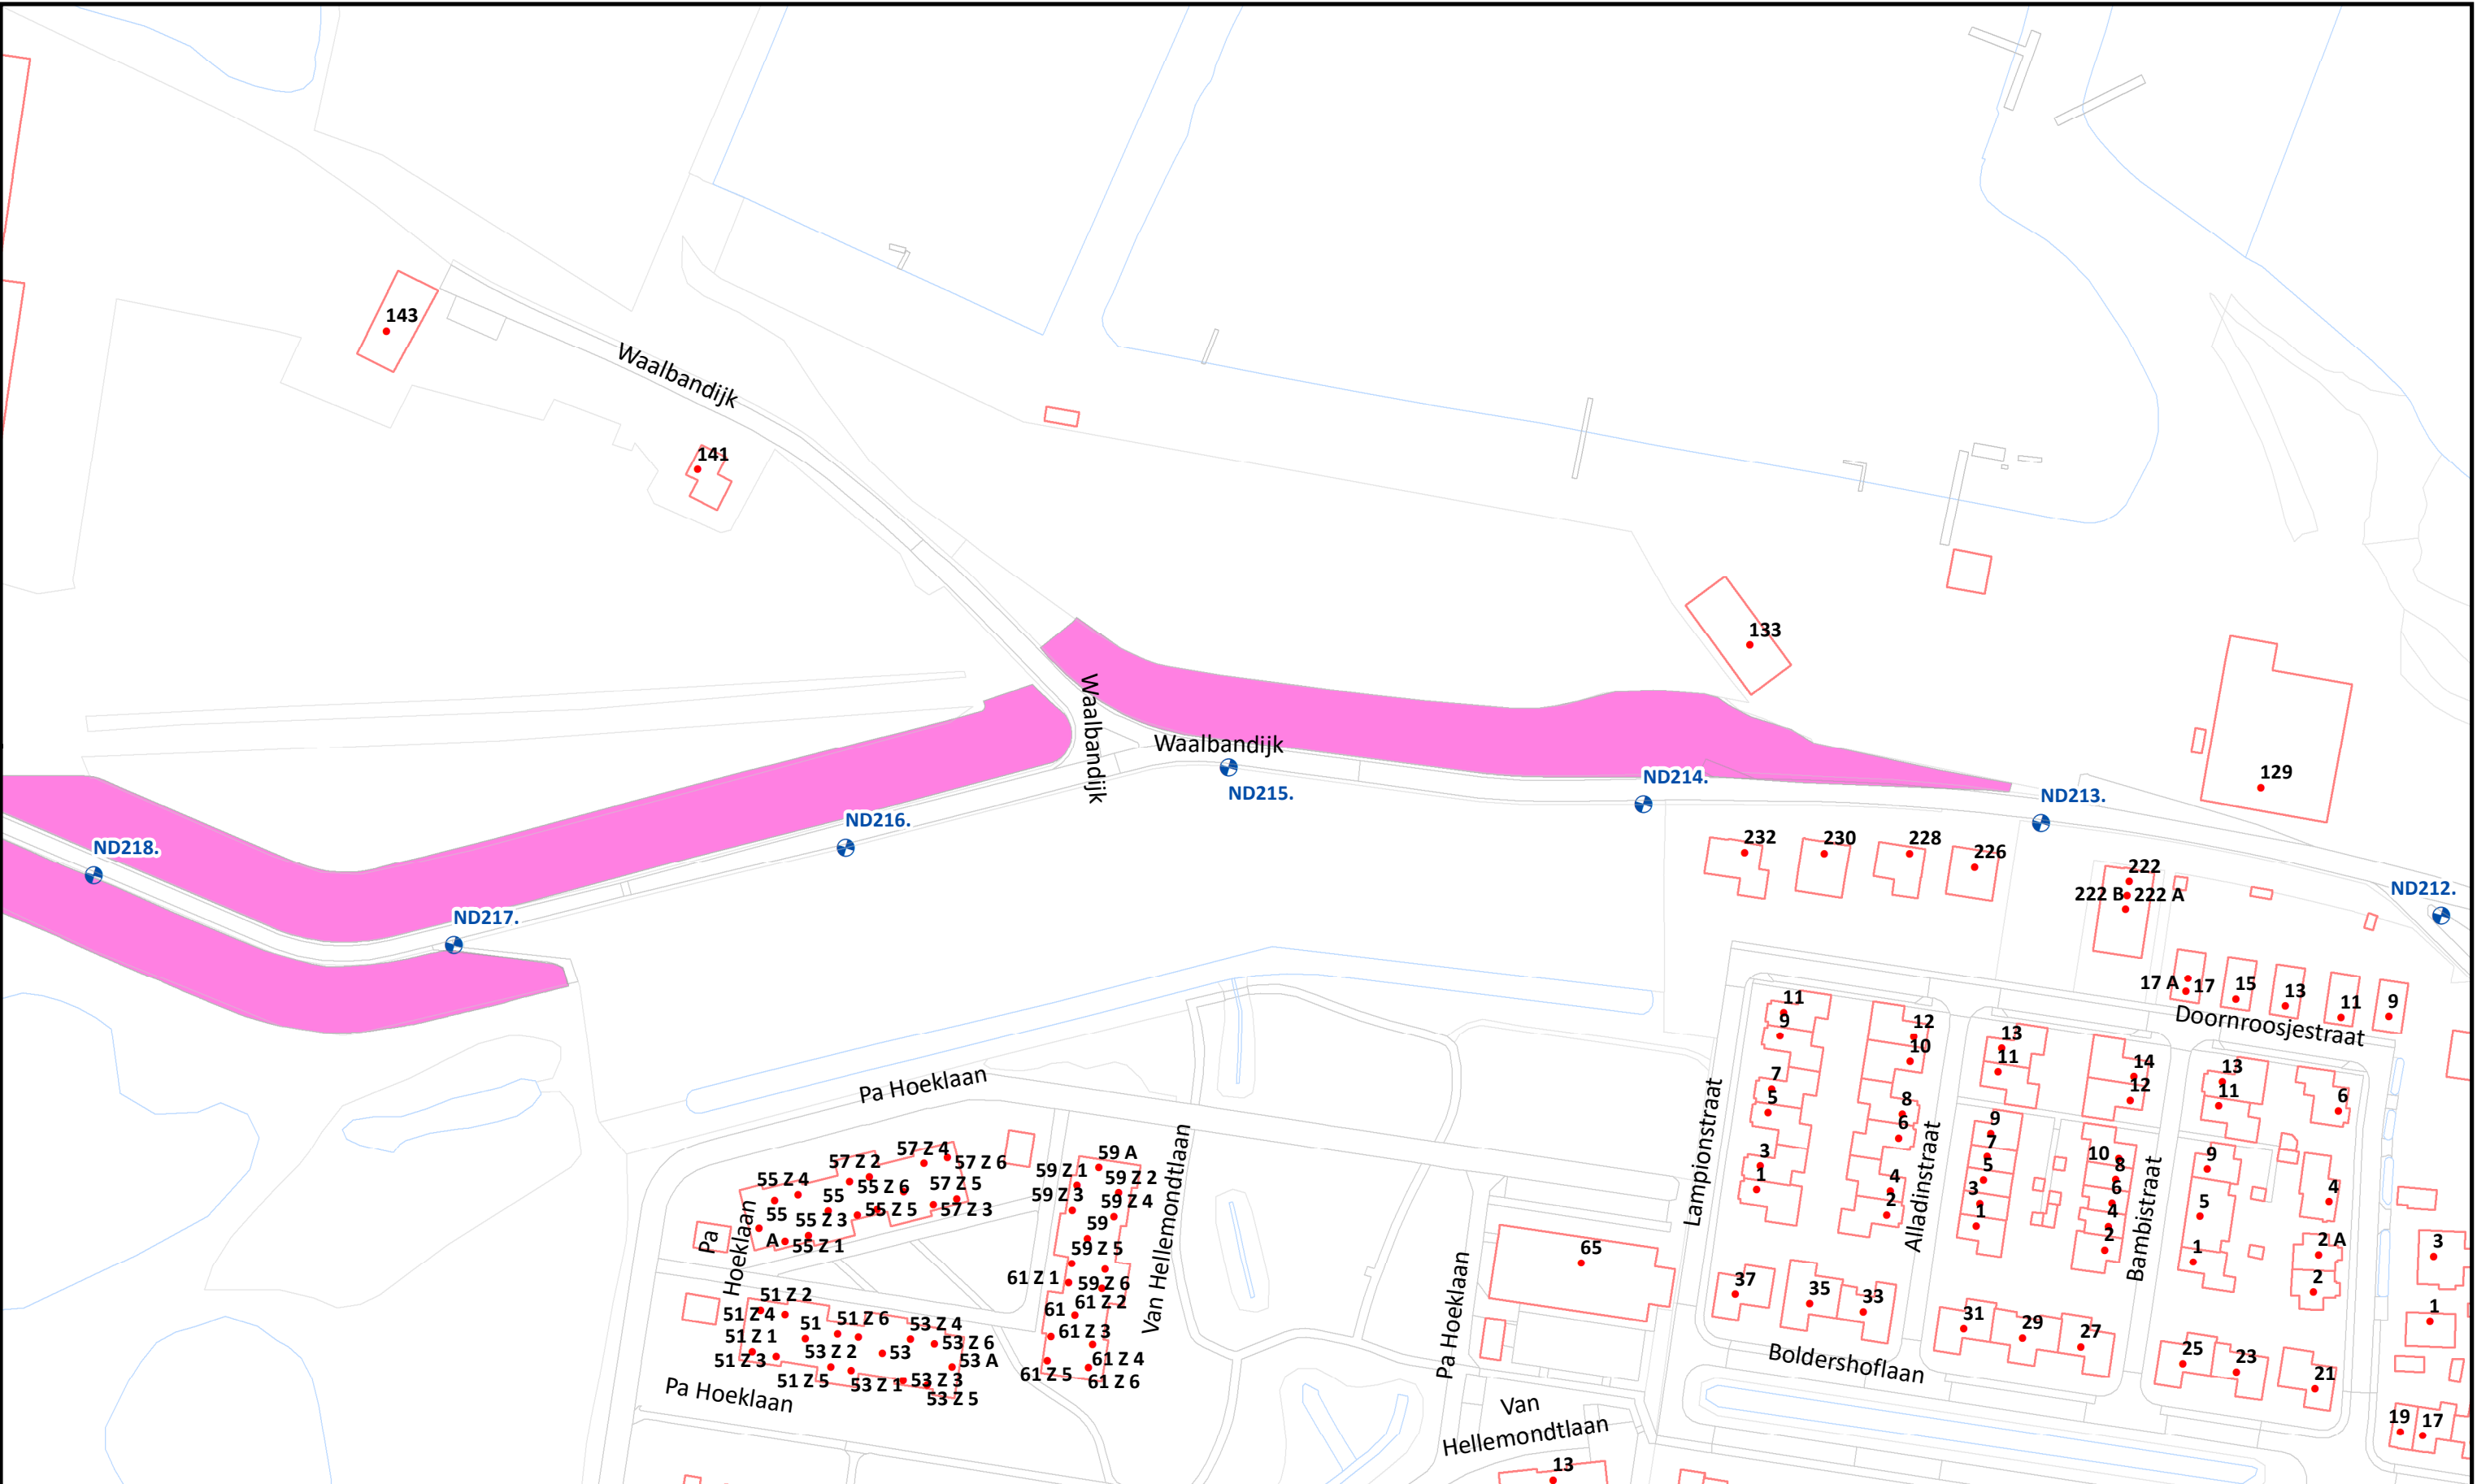 143
Waalbandijk
141
133
Waalbandijk
Waalbandijk
129
ND218.
ND217.
ND216.
ND215.
ND214.
ND213.
ND212.
232
230
228
226
222
222 B
222 A
17 A
17
15
13
11
9
Doornroosjestraat
Pa Hoeklaan
57 Z 4
57 Z 2
57 Z 6
55 Z 4
55 Z 6
57 Z 5
55
55 Z 5
57 Z 3
55
55 Z 3
A
55 Z 1
Pa
Hoeklaan
59 A
59 Z 1
59 Z 2
59 Z 3
59 Z 4
59
59 Z 5
61 Z 1
59 Z 6
61
61 Z 2
61 Z 3
61 Z 4
61 Z 5
61 Z 6
Van Hellemondtlaan
51 Z 2
51 Z 4
51
51 Z 6
53 Z 4
51 Z 1
53 Z 6
51 Z 3
53 Z 2
53
53 A
51 Z 5
53 Z 1
53 Z 3
53 Z 5
Pa Hoeklaan
Pa Hoeklaan
65
Van
Hellemondtlaan
13
Lampionstraat
11
9
7
5
3
1
12
10
8
6
4
2
Alladinstraat
13
11
9
7
5
3
1
14
12
10
8
6
4
2
Bambistraat
13
11
9
5
1
6
4
2 A
2
3
1
37
35
33
31
29
27
25
23
21
19
17
Boldershoflaan